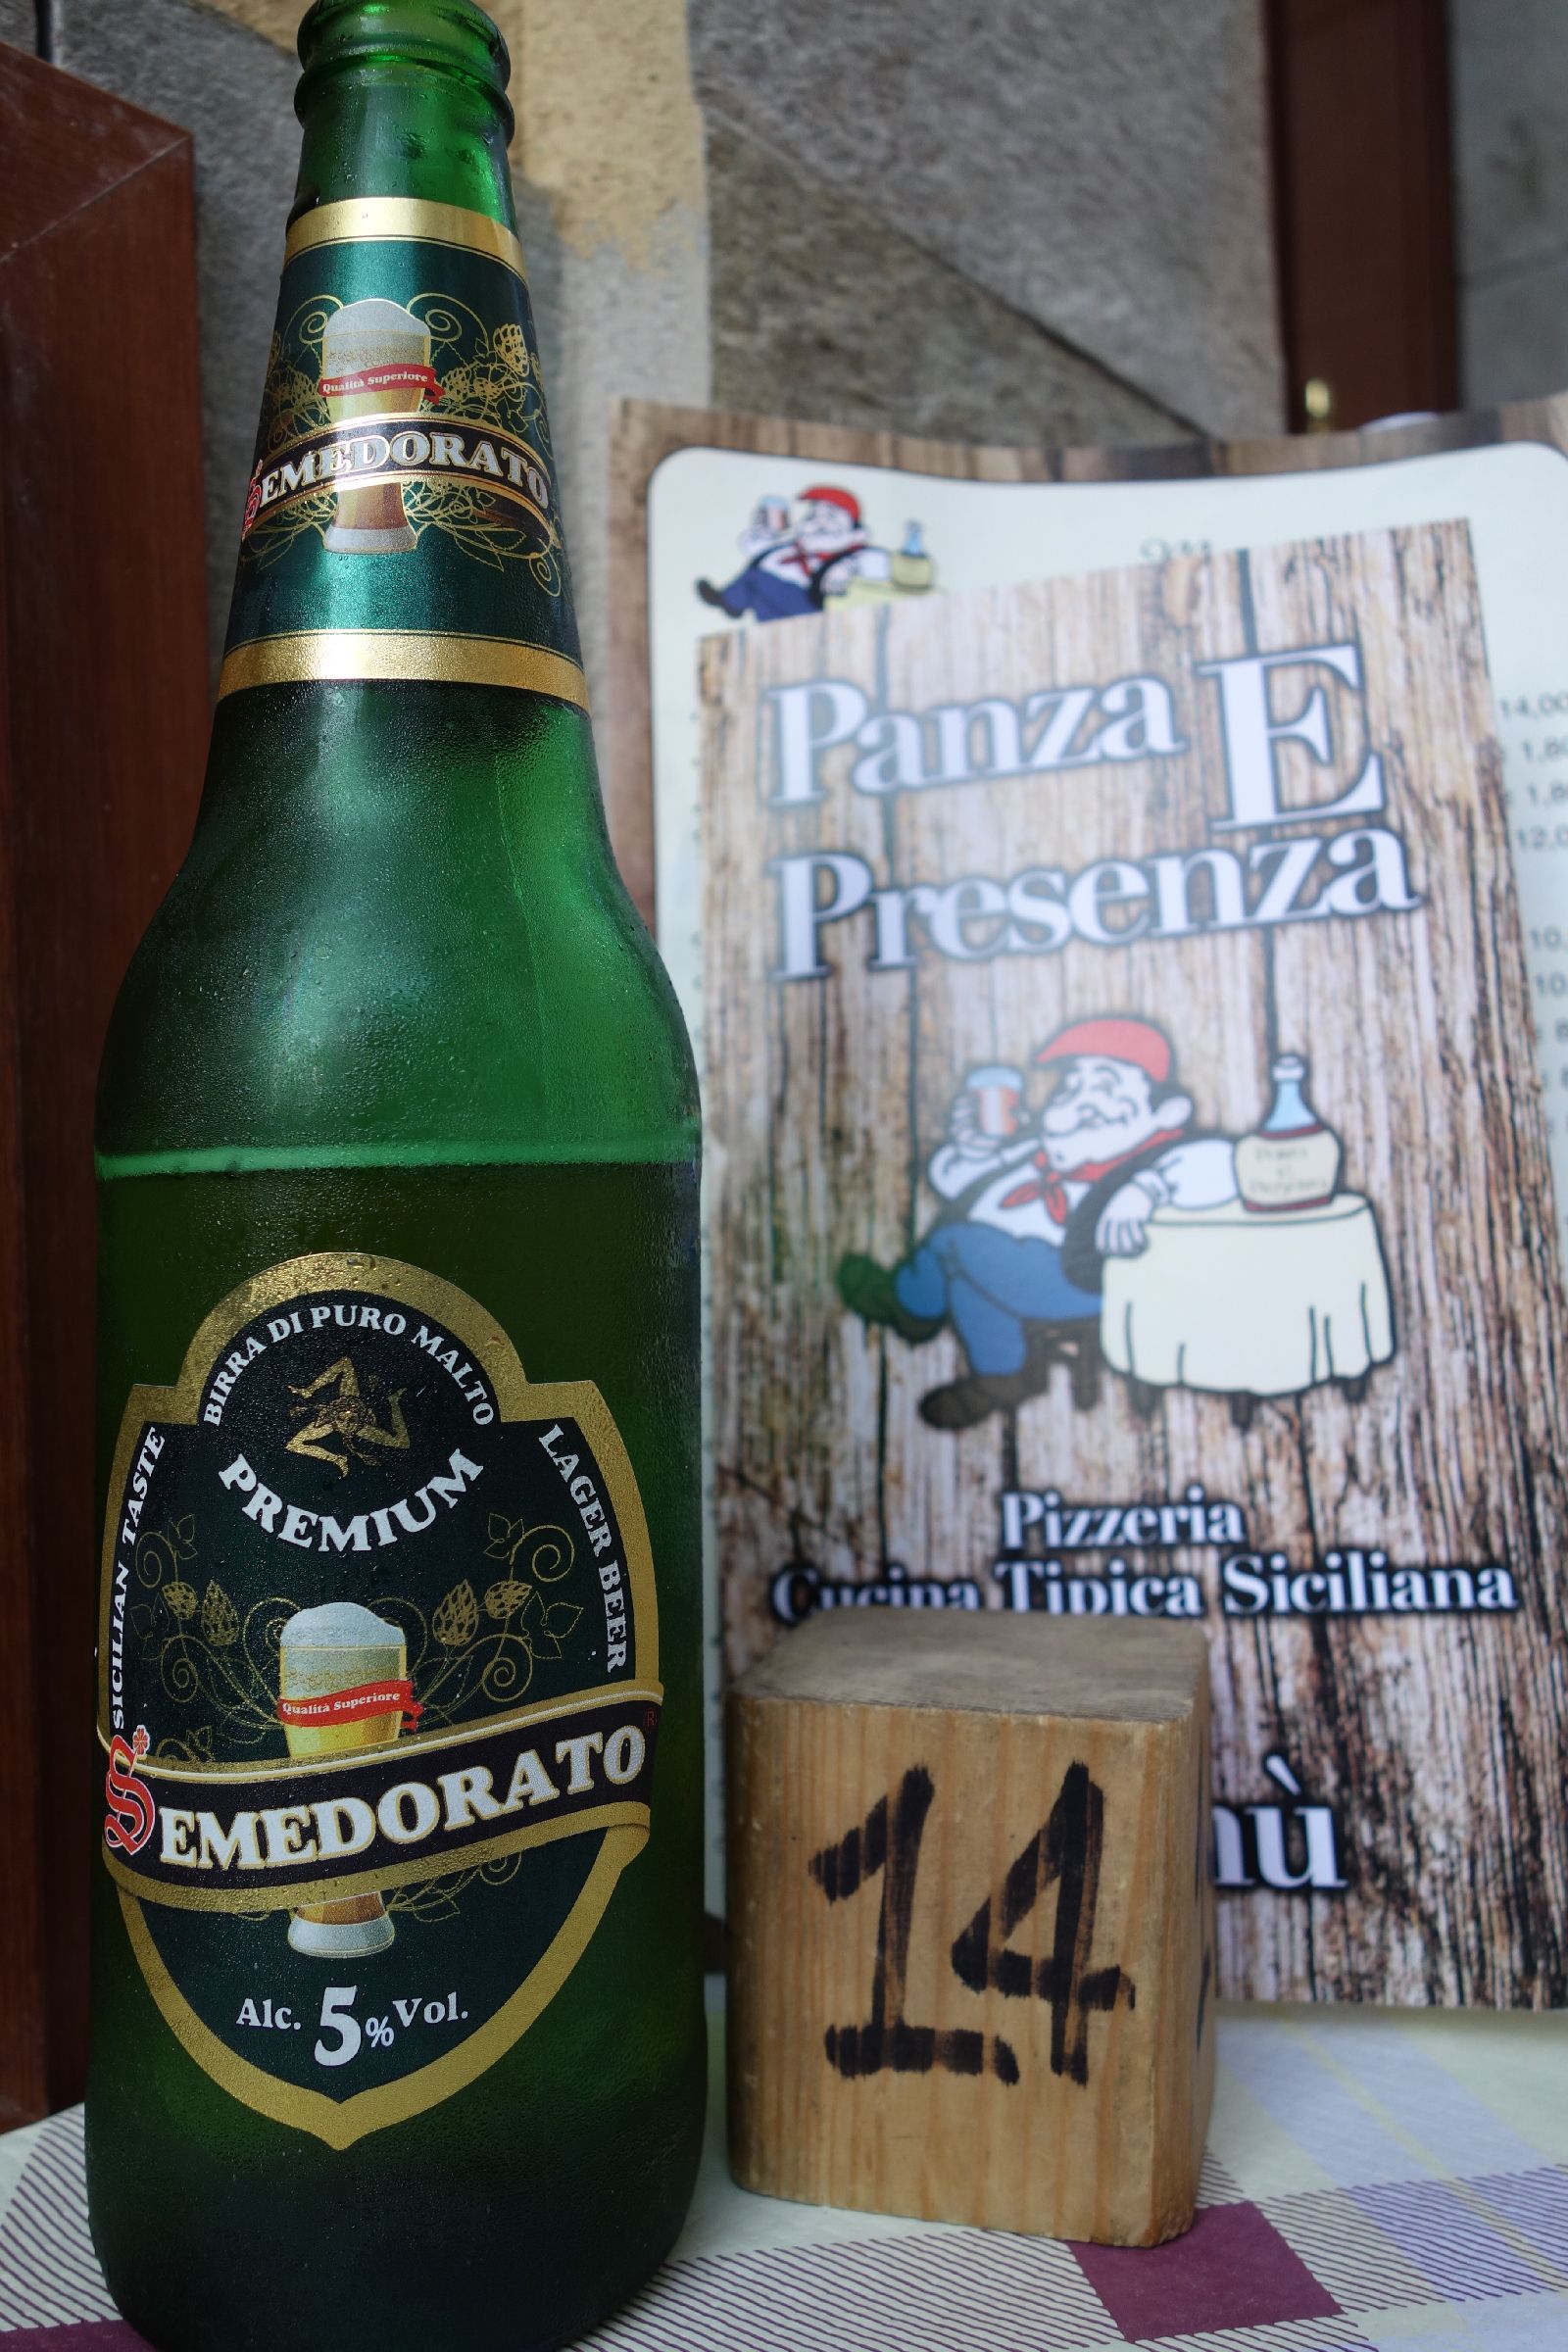 Qualità Superiore
SEMEDORATO
BIRRA DI PURO MALTO
PREMIUM
SICILIAN TASTE
LAGER BEER
Qualità Superiore
SEMEDORATO®
Alc. 5% Vol.
Panza E
Presenza
Pizzeria
Cucina Tipica Siciliana
14